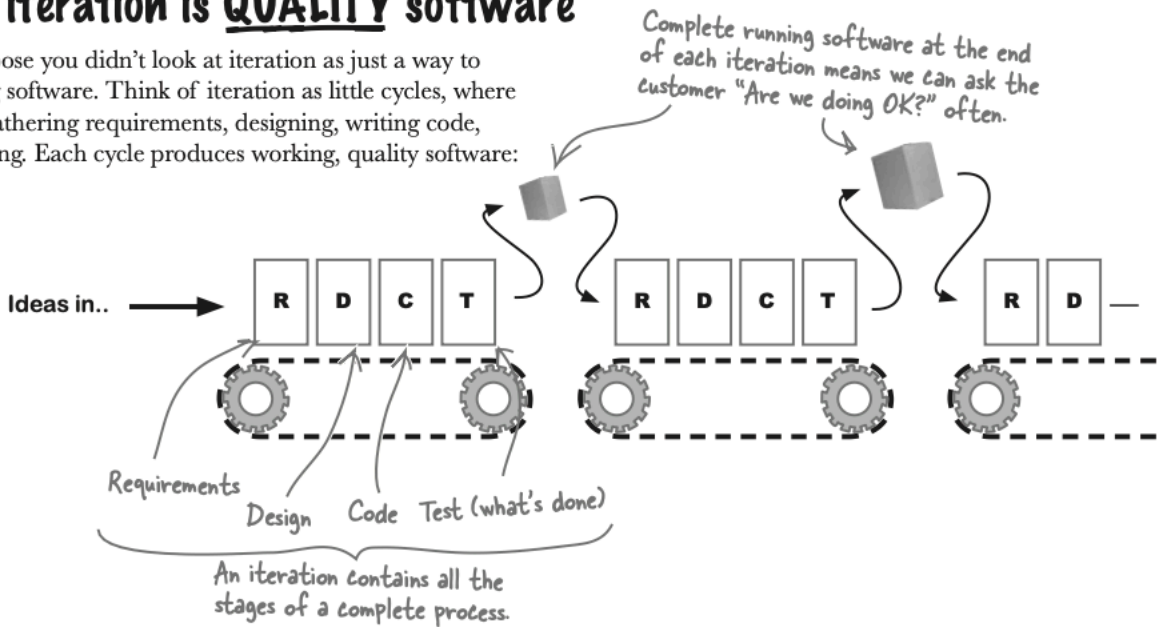 iteration is QUALITY software
ose you didn't look at iteration as just a way to
software. Think of iteration as little cycles, where
athering requirements, designing, writing code,
ng. Each cycle produces working, quality software:
Complete running software at the end
of each iteration means we can ask the
customer "Are we doing OK?" often.
Ideas in..
R D C T
R D C T
R D
Requirements
Design
Code
Test (what's done)
An iteration contains all the
stages of a complete process.